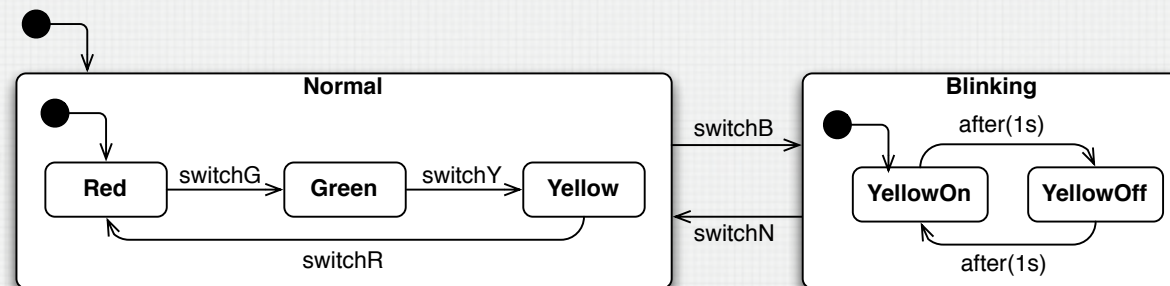 Normal
Blinking
switchB
after(1s)
Red
switchG
Green
switchY
Yellow
YellowOn
YellowOff
switchN
switchR
after(1s)